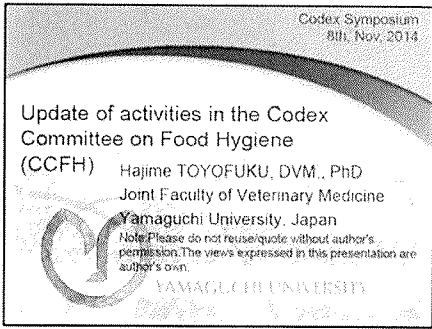 Codex Symposium
8th, Nov, 2014
Update of activities in the Codex
Committee on Food Hygiene
(CCFH)
Hajime TOYOFUKU, DVM., PhD
Joint Faculty of Veterinary Medicine
Yamaguchi University, Japan
Note:Please do not reuse/quote without author's
permission.The views expressed in this presentation are
author's own.
YAMAGUCHI UNIVERSITY